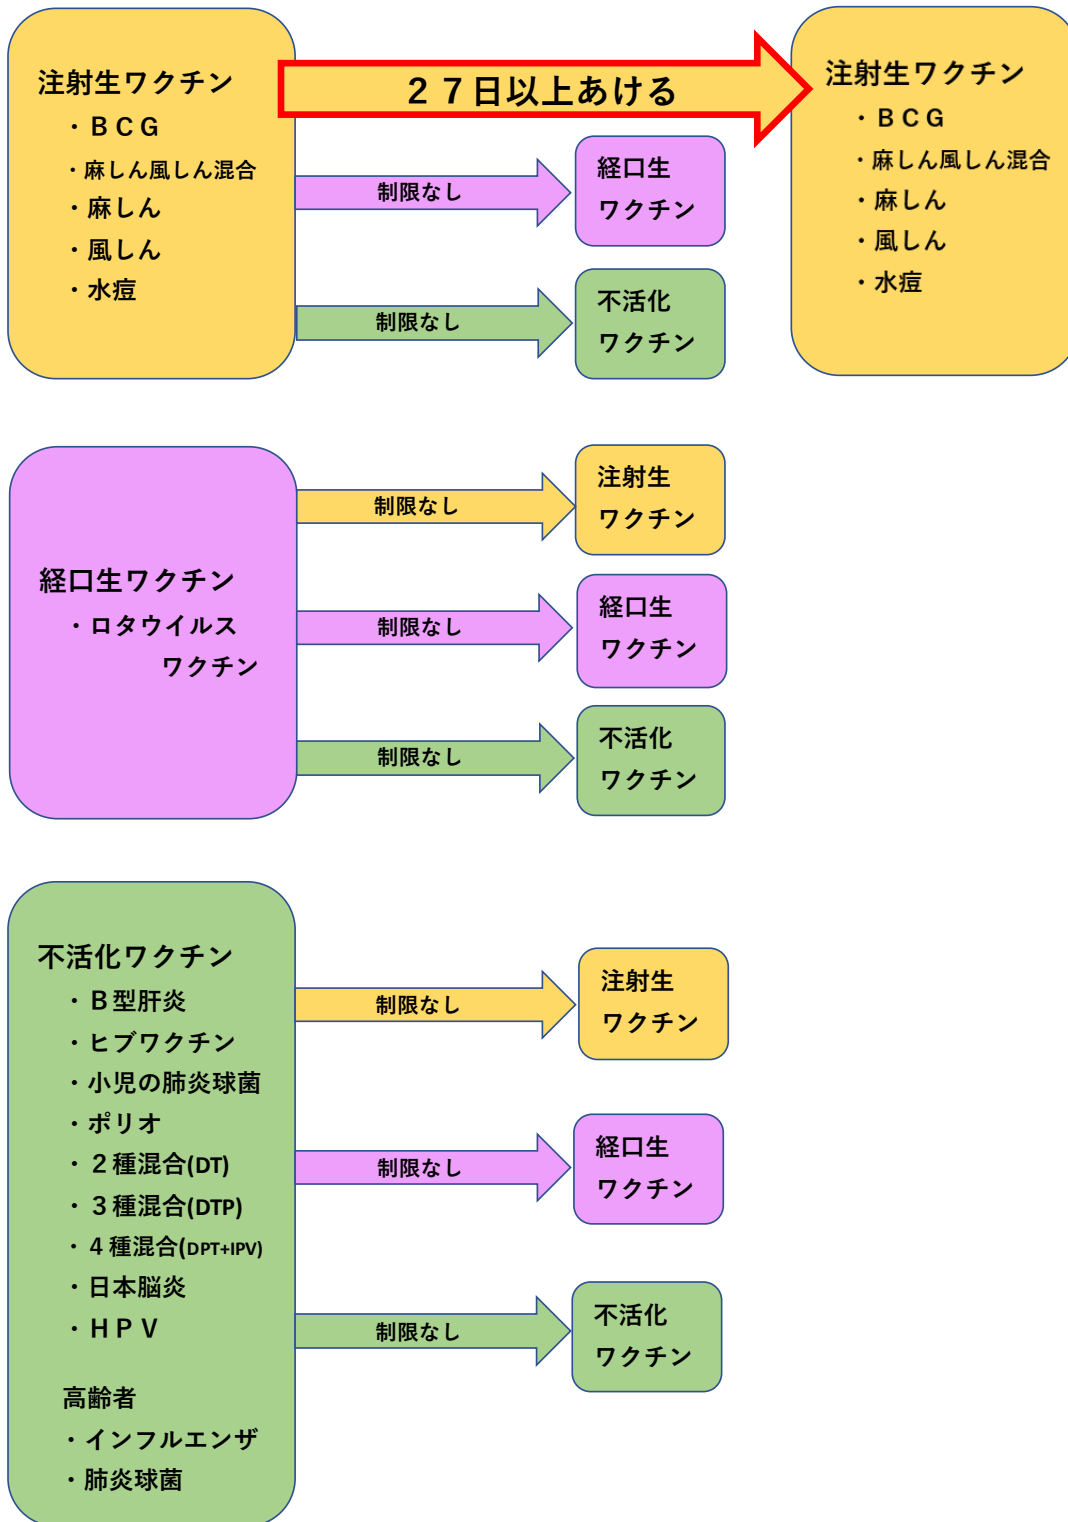 注射生ワクチン
・ＢＣＧ
・麻しん風しん混合
・麻しん
・風しん
・水痘
２７日以上あける
制限なし
経口生
ワクチン
制限なし
不活化
ワクチン
注射生ワクチン
・ＢＣＧ
・麻しん風しん混合
・麻しん
・風しん
・水痘
経口生ワクチン
・ロタウイルス
ワクチン
制限なし
注射生
ワクチン
制限なし
経口生
ワクチン
制限なし
不活化
ワクチン
不活化ワクチン
・Ｂ型肝炎
・ヒブワクチン
・小児の肺炎球菌
・ポリオ
・２種混合(DT)
・３種混合(DTP)
・４種混合(DPT+IPV)
・日本脳炎
・ＨＰＶ
高齢者
・インフルエンザ
・肺炎球菌
制限なし
注射生
ワクチン
制限なし
経口生
ワクチン
制限なし
不活化
ワクチン